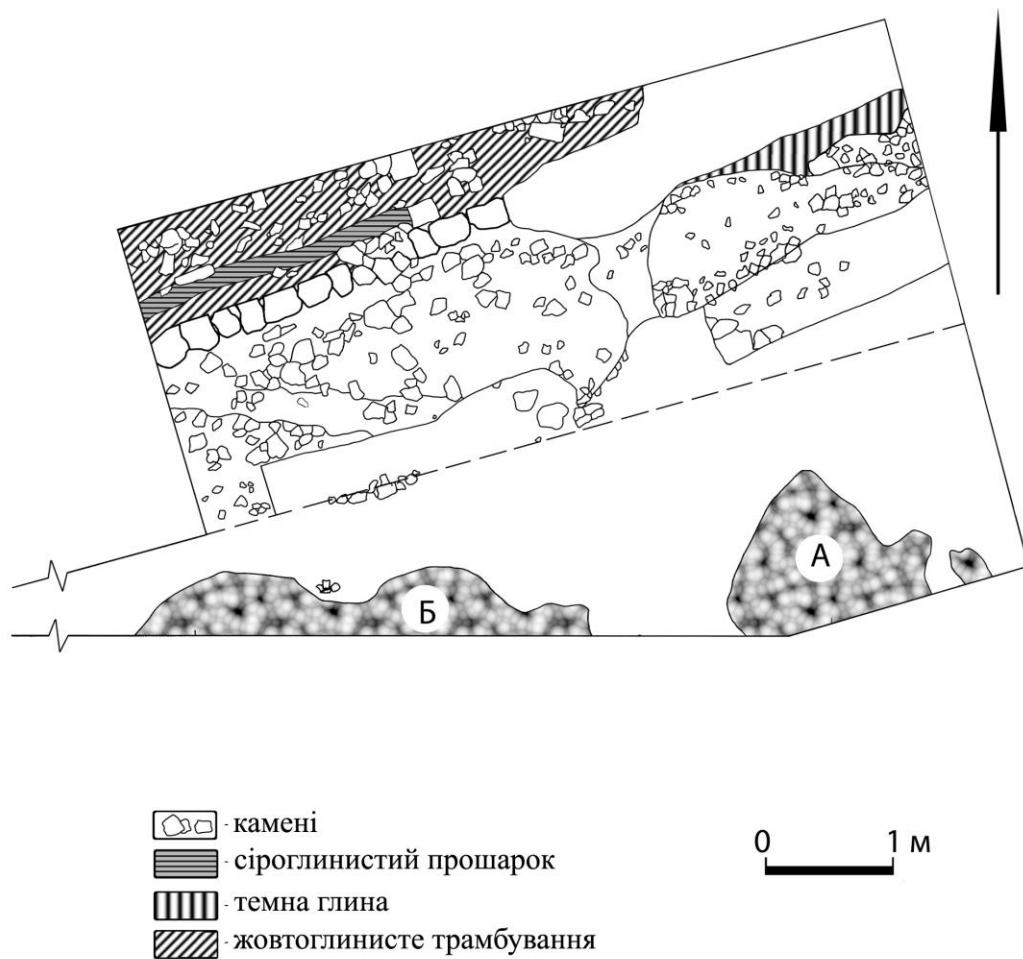 А
Б
камені
сіроглинистий прошарок
темна глина
жовтоглинисте трамбування
0 1 м